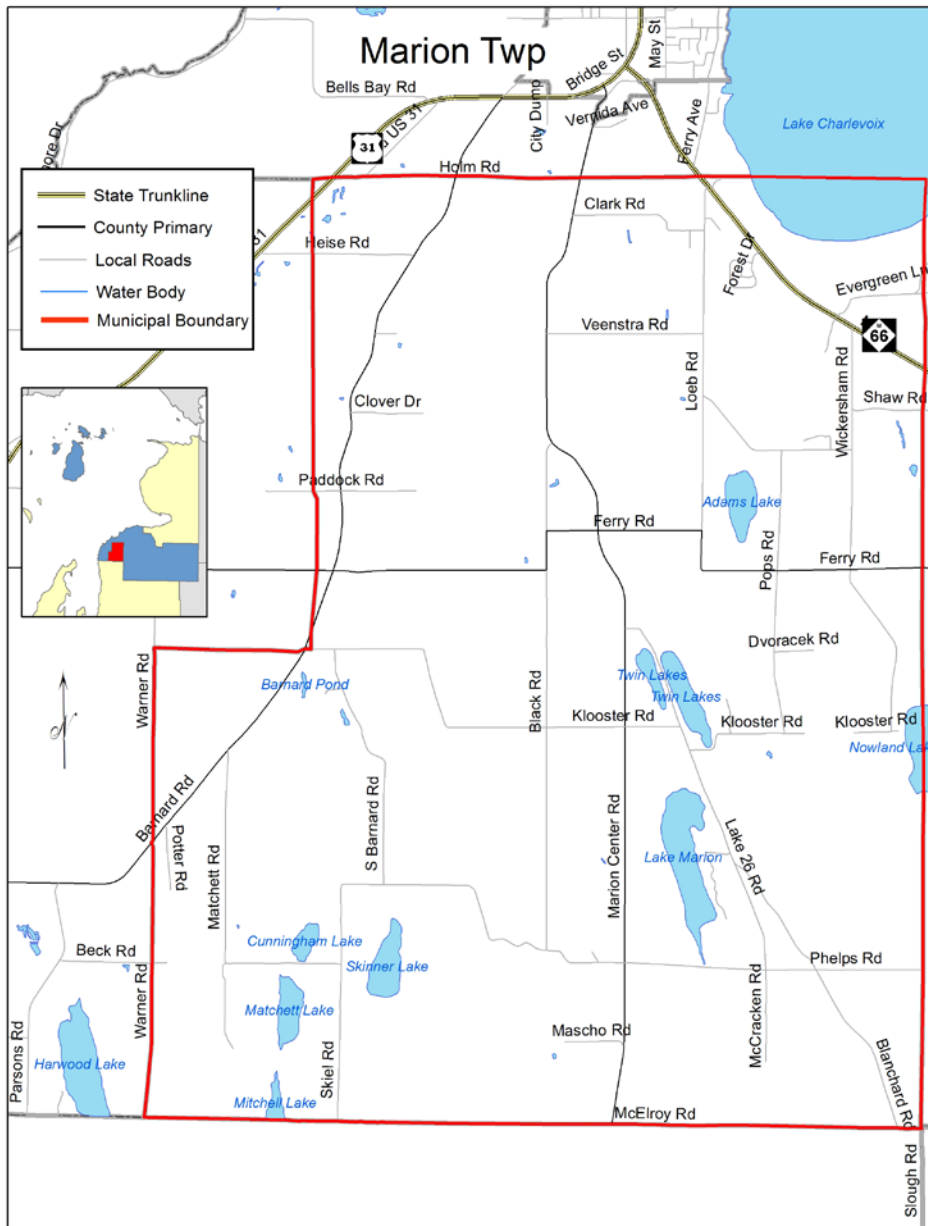 Marion Twp
May St
Bridge St
Bells Bay Rd
City Dump
Vernida Ave
Lake Charlevoix
US 31
31
Ferry Ave
Holm Rd
State Trunkline
County Primary
Local Roads
Water Body
Municipal Boundary
31
Clark Rd
Heise Rd
Forest Dr
Evergreen Ln
Veenstra Rd
M
66
Loeb Rd
Wickersham Rd
Clover Dr
Shaw Rd
Paddock Rd
Adams Lake
Ferry Rd
Pops Rd
Ferry Rd
Dvoracek Rd
Warner Rd
Barnard Pond
Black Rd
Twin Lakes
Twin Lakes
Klooster Rd
Klooster Rd
Klooster Rd
N
Barnard Rd
Potter Rd
Matchett Rd
S Barnard Rd
Marion Center Rd
Lake Marion
Lake 26 Rd
Cunningham Lake
Beck Rd
Skinner Lake
Phelps Rd
Warner Rd
Matchett Lake
McCracken Rd
Mascho Rd
Parsons Rd
Harwood Lake
Skiel Rd
Blanchard Rd
Mitchell Lake
McElroy Rd
Slough Rd